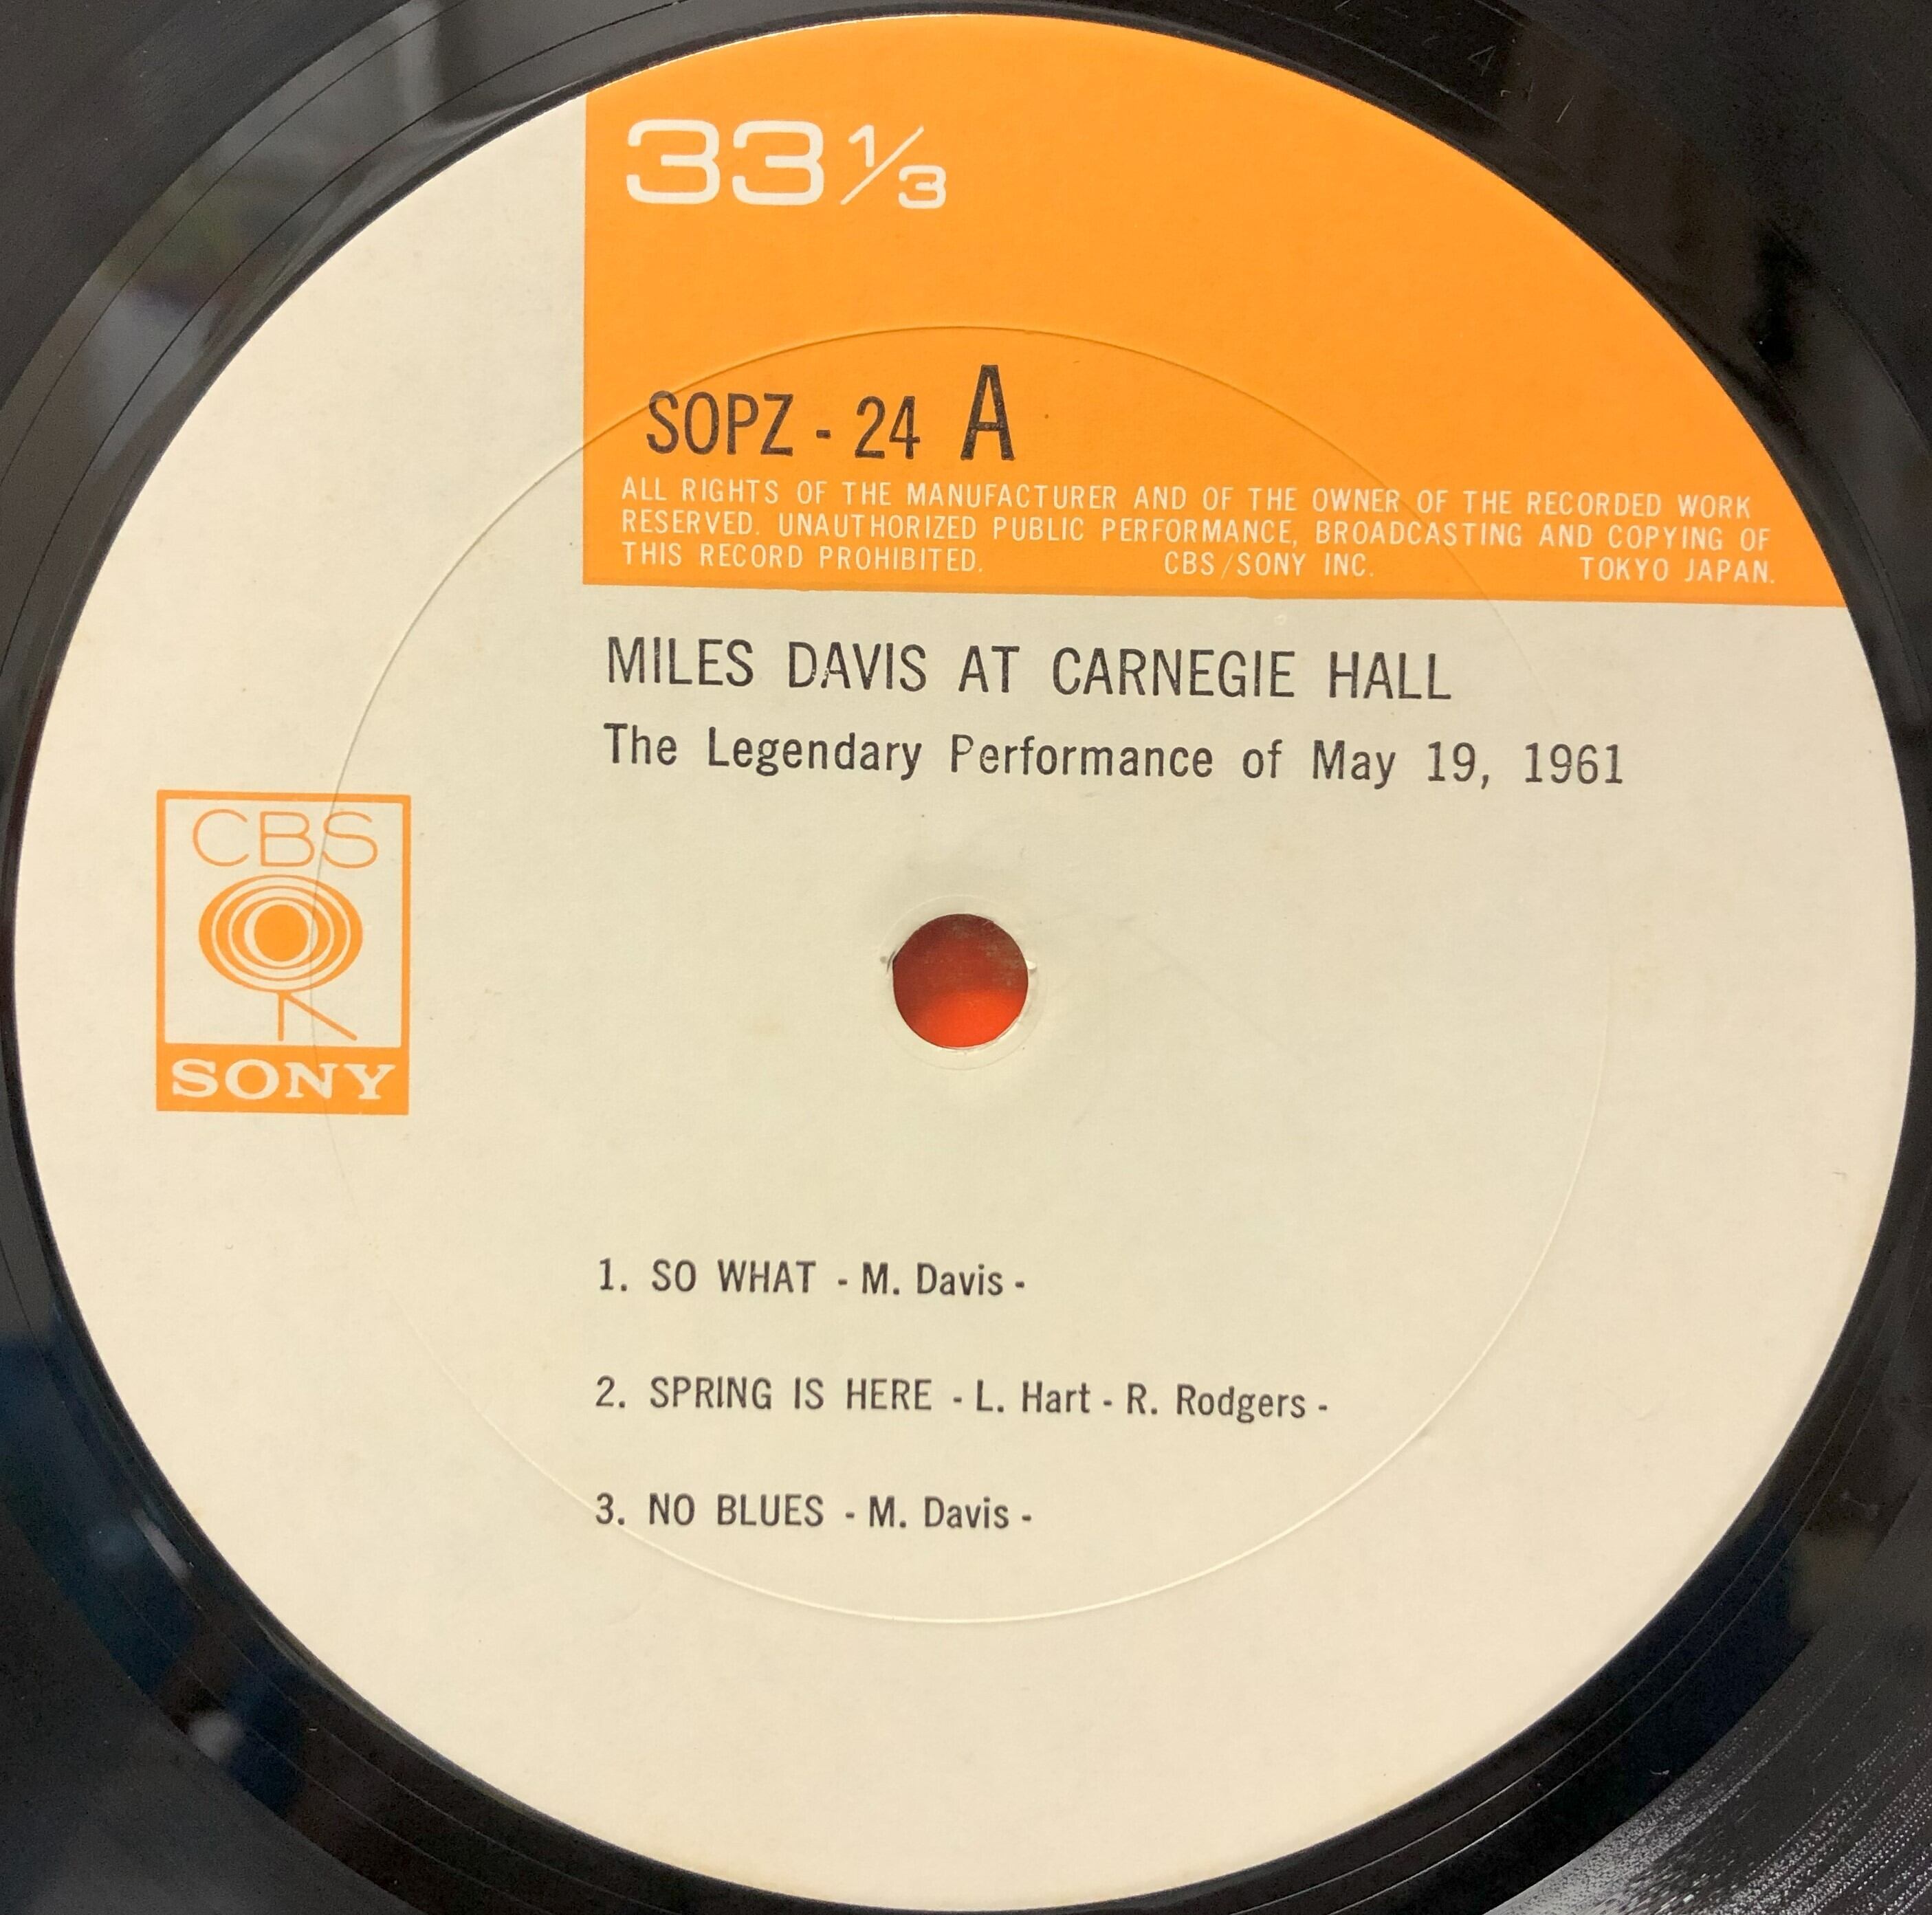 33 1/3
SOPZ - 24 A
ALL RIGHTS OF THE MANUFACTURER AND OF THE OWNER OF THE RECORDED WORK
RESERVED. UNAUTHORIZED PUBLIC PERFORMANCE, BROADCASTING AND COPYING OF
THIS RECORD PROHIBITED. CBS/SONY INC. TOKYO JAPAN.
MILES DAVIS AT CARNEGIE HALL
The Legendary Performance of May 19, 1961
CBS
SONY
1. SO WHAT - M. Davis -
2. SPRING IS HERE - L. Hart - R. Rodgers -
3. NO BLUES - M. Davis -